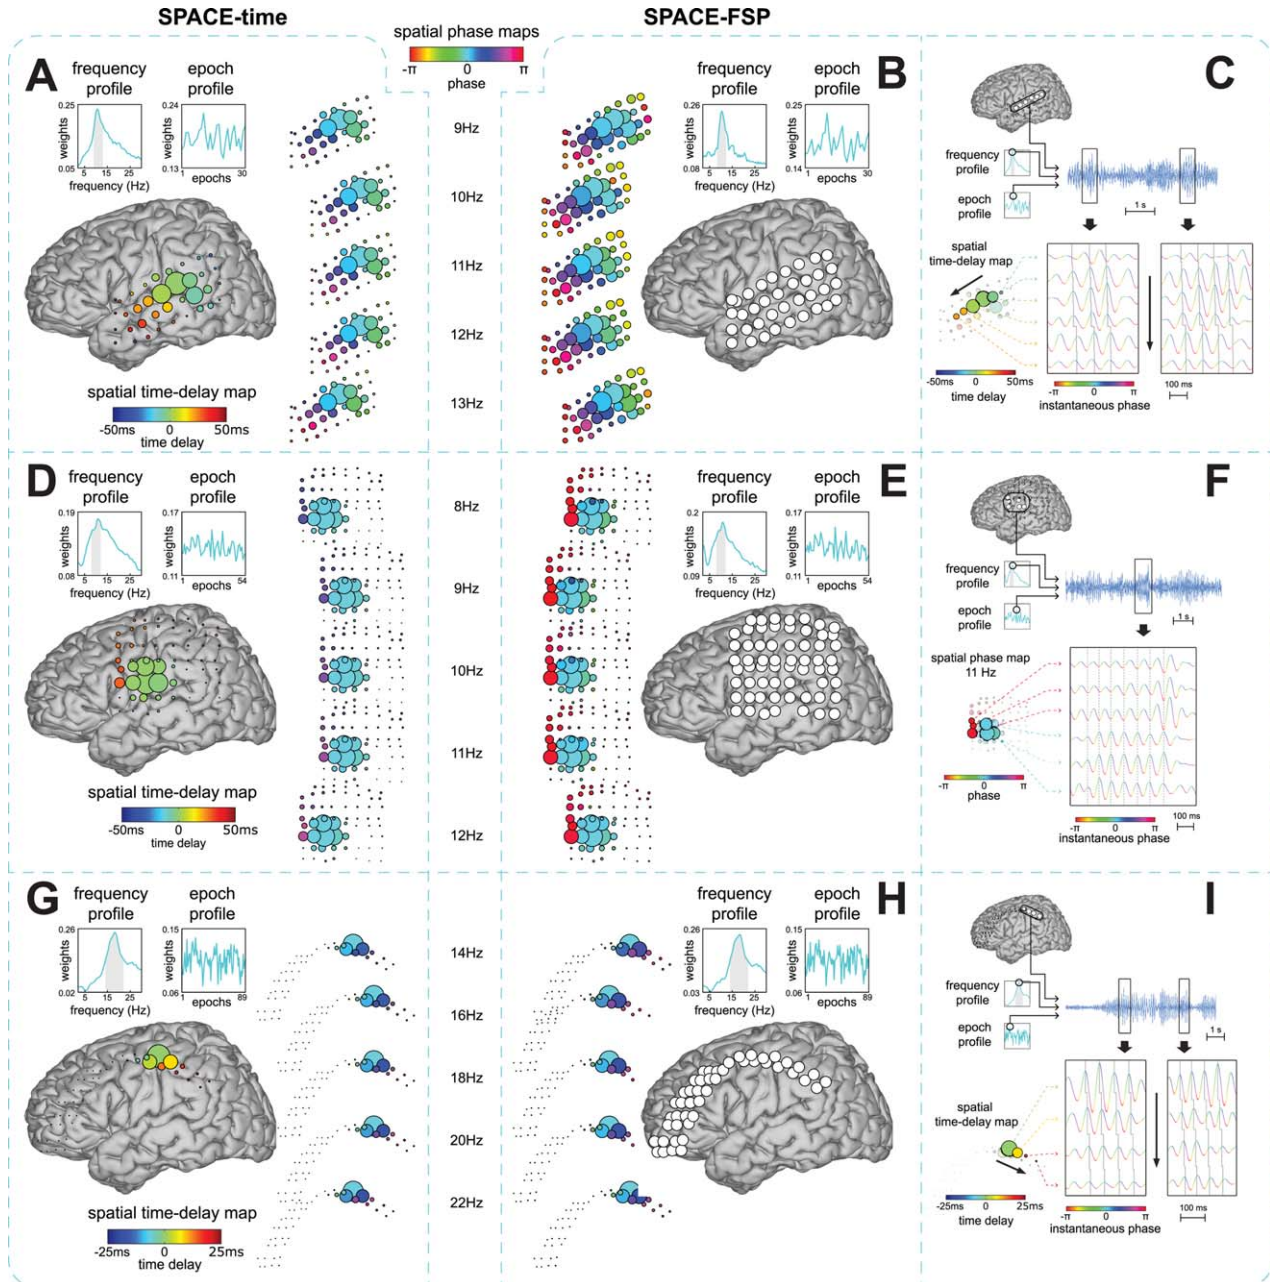 SPACE-time
SPACE-FSP
spatial phase maps
-π 0 π
phase
A
frequency profile
epoch profile
0.25
weights
0.05
5 15 25
frequency (Hz)
0.24
weights
0.13
1 30
epochs
spatial time-delay map
-50ms 0 50ms
time delay
9Hz
10Hz
11Hz
12Hz
13Hz
B
frequency profile
epoch profile
0.26
weights
0.08
5 15 25
frequency (Hz)
0.25
weights
0.13
1 30
epochs
C
frequency profile
epoch profile
1 s
spatial
time-delay map
-50ms 0 50ms
time delay
-π 0 π
instantaneous phase
100 ms
D
frequency profile
epoch profile
0.19
weights
0.08
5 15 25
frequency (Hz)
0.17
weights
0.11
1 54
epochs
spatial time-delay map
-50ms 0 50ms
time delay
8Hz
9Hz
10Hz
11Hz
12Hz
E
frequency profile
epoch profile
0.2
weights
0.09
5 15 25
frequency (Hz)
0.17
weights
0.11
1 54
epochs
F
frequency profile
epoch profile
1 s
spatial phase map
11 Hz
-π 0 π
phase
-π 0 π
instantaneous phase
100 ms
G
frequency profile
epoch profile
0.26
weights
0.02
5 15 25
frequency (Hz)
0.15
weights
0.06
1 89
epochs
spatial time-delay map
-25ms 0 25ms
time delay
14Hz
16Hz
18Hz
20Hz
22Hz
H
frequency profile
epoch profile
0.26
weights
0.03
5 15 25
frequency (Hz)
0.15
weights
0.06
1 89
epochs
I
frequency profile
epoch profile
1 s
spatial
time-delay map
-25ms 0 25ms
time delay
-π 0 π
instantaneous phase
100 ms